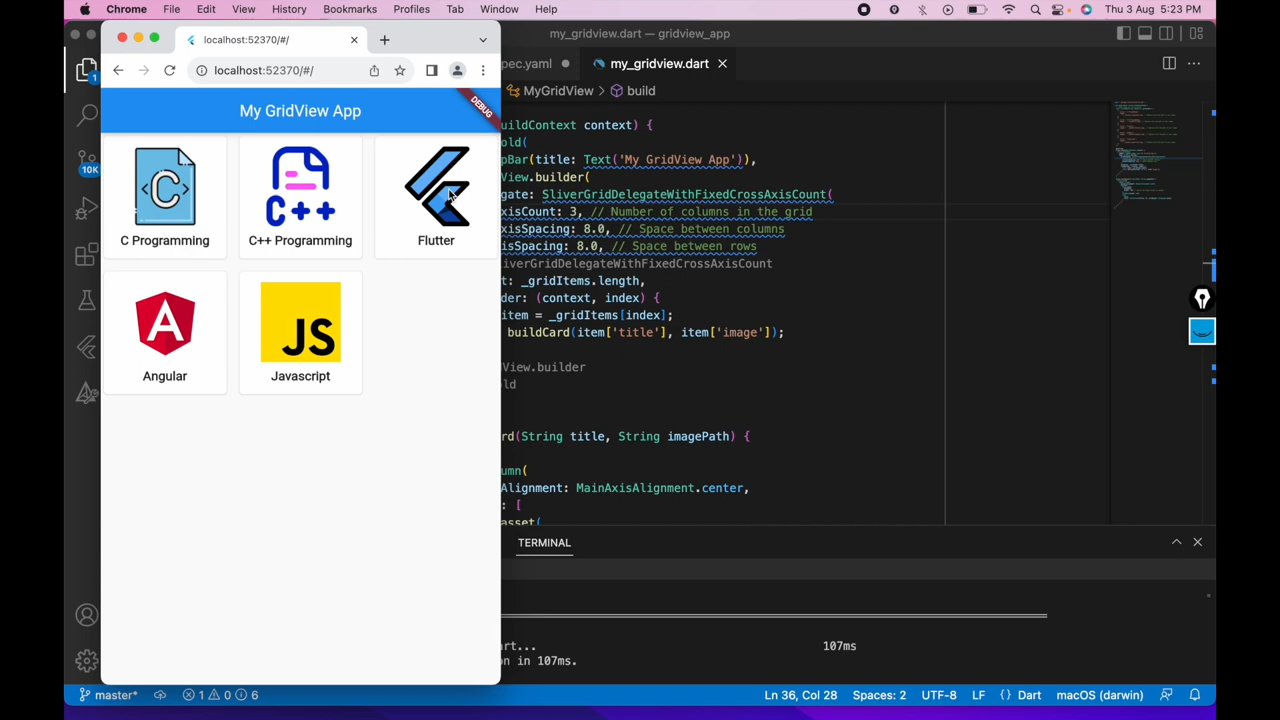 Chrome File Edit View History Bookmarks Profiles Tab Window Help Thu 3 Aug 5:23 PM
localhost:52370/#/
my_gridview.dart — gridview_app
localhost:52370/#/
pec.yaml my_gridview.dart
MyGridView > build
1
10K
My GridView App
DEBUG
C
C Programming
C++
C++ Programming
Flutter
A
Angular
JS
Javascript
uildContext context) {
old(
pBar(title: Text('My GridView App')),
View.builder(
gate: SliverGridDelegateWithFixedCrossAxisCount(
xisCount: 3, // Number of columns in the grid
xisSpacing: 8.0, // Space between columns
isSpacing: 8.0, // Space between rows
iverGridDelegateWithFixedCrossAxisCount
t: _gridItems.length,
der: (context, index) {
item = _gridItems[index];
buildCard(item['title'], item['image']);
View.builder
old
rd(String title, String imagePath) {
umn(
Alignment: MainAxisAlignment.center,
: [
asset(
TERMINAL
rt... 107ms
on in 107ms.
master* 1 0 6 Ln 36, Col 28 Spaces: 2 UTF-8 LF {} Dart macOS (darwin)